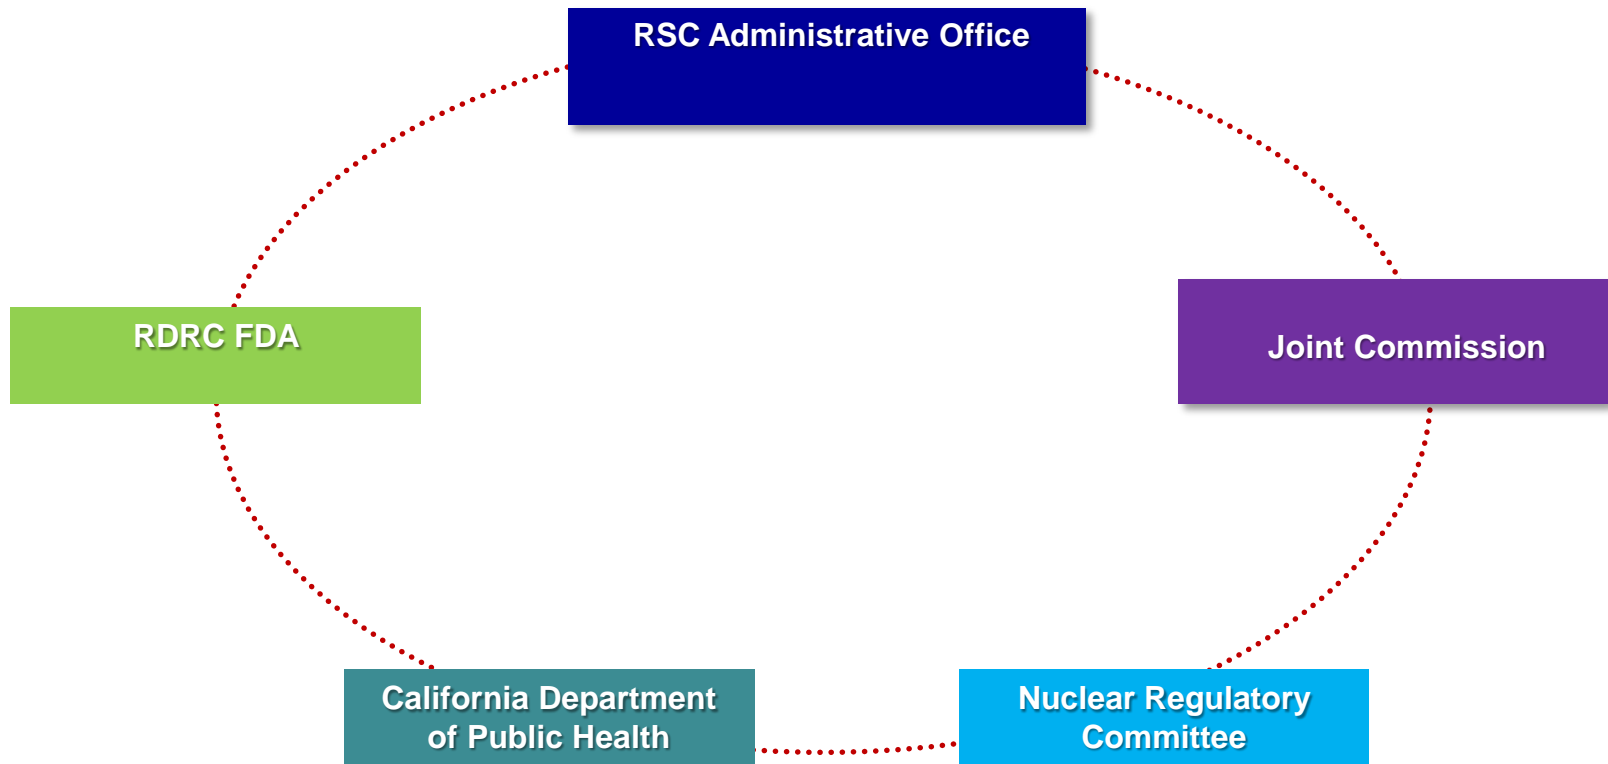 RSC Administrative Office
RDRC FDA
Joint Commission
California Department
of Public Health
Nuclear Regulatory
Committee